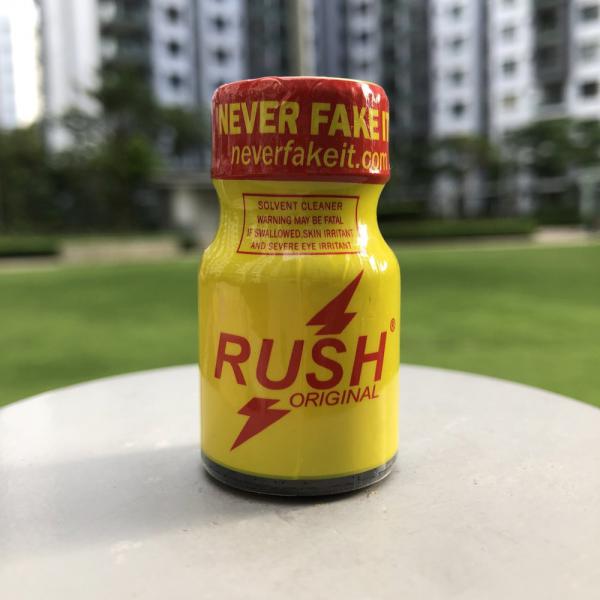 NEVER FAKE IT
neverfakeit.com
SOLVENT CLEANER
WARNING MAY BE FATAL
IF SWALLOWED,SKIN IRRITANT
AND SEVERE EYE IRRITANT
RUSH®
ORIGINAL